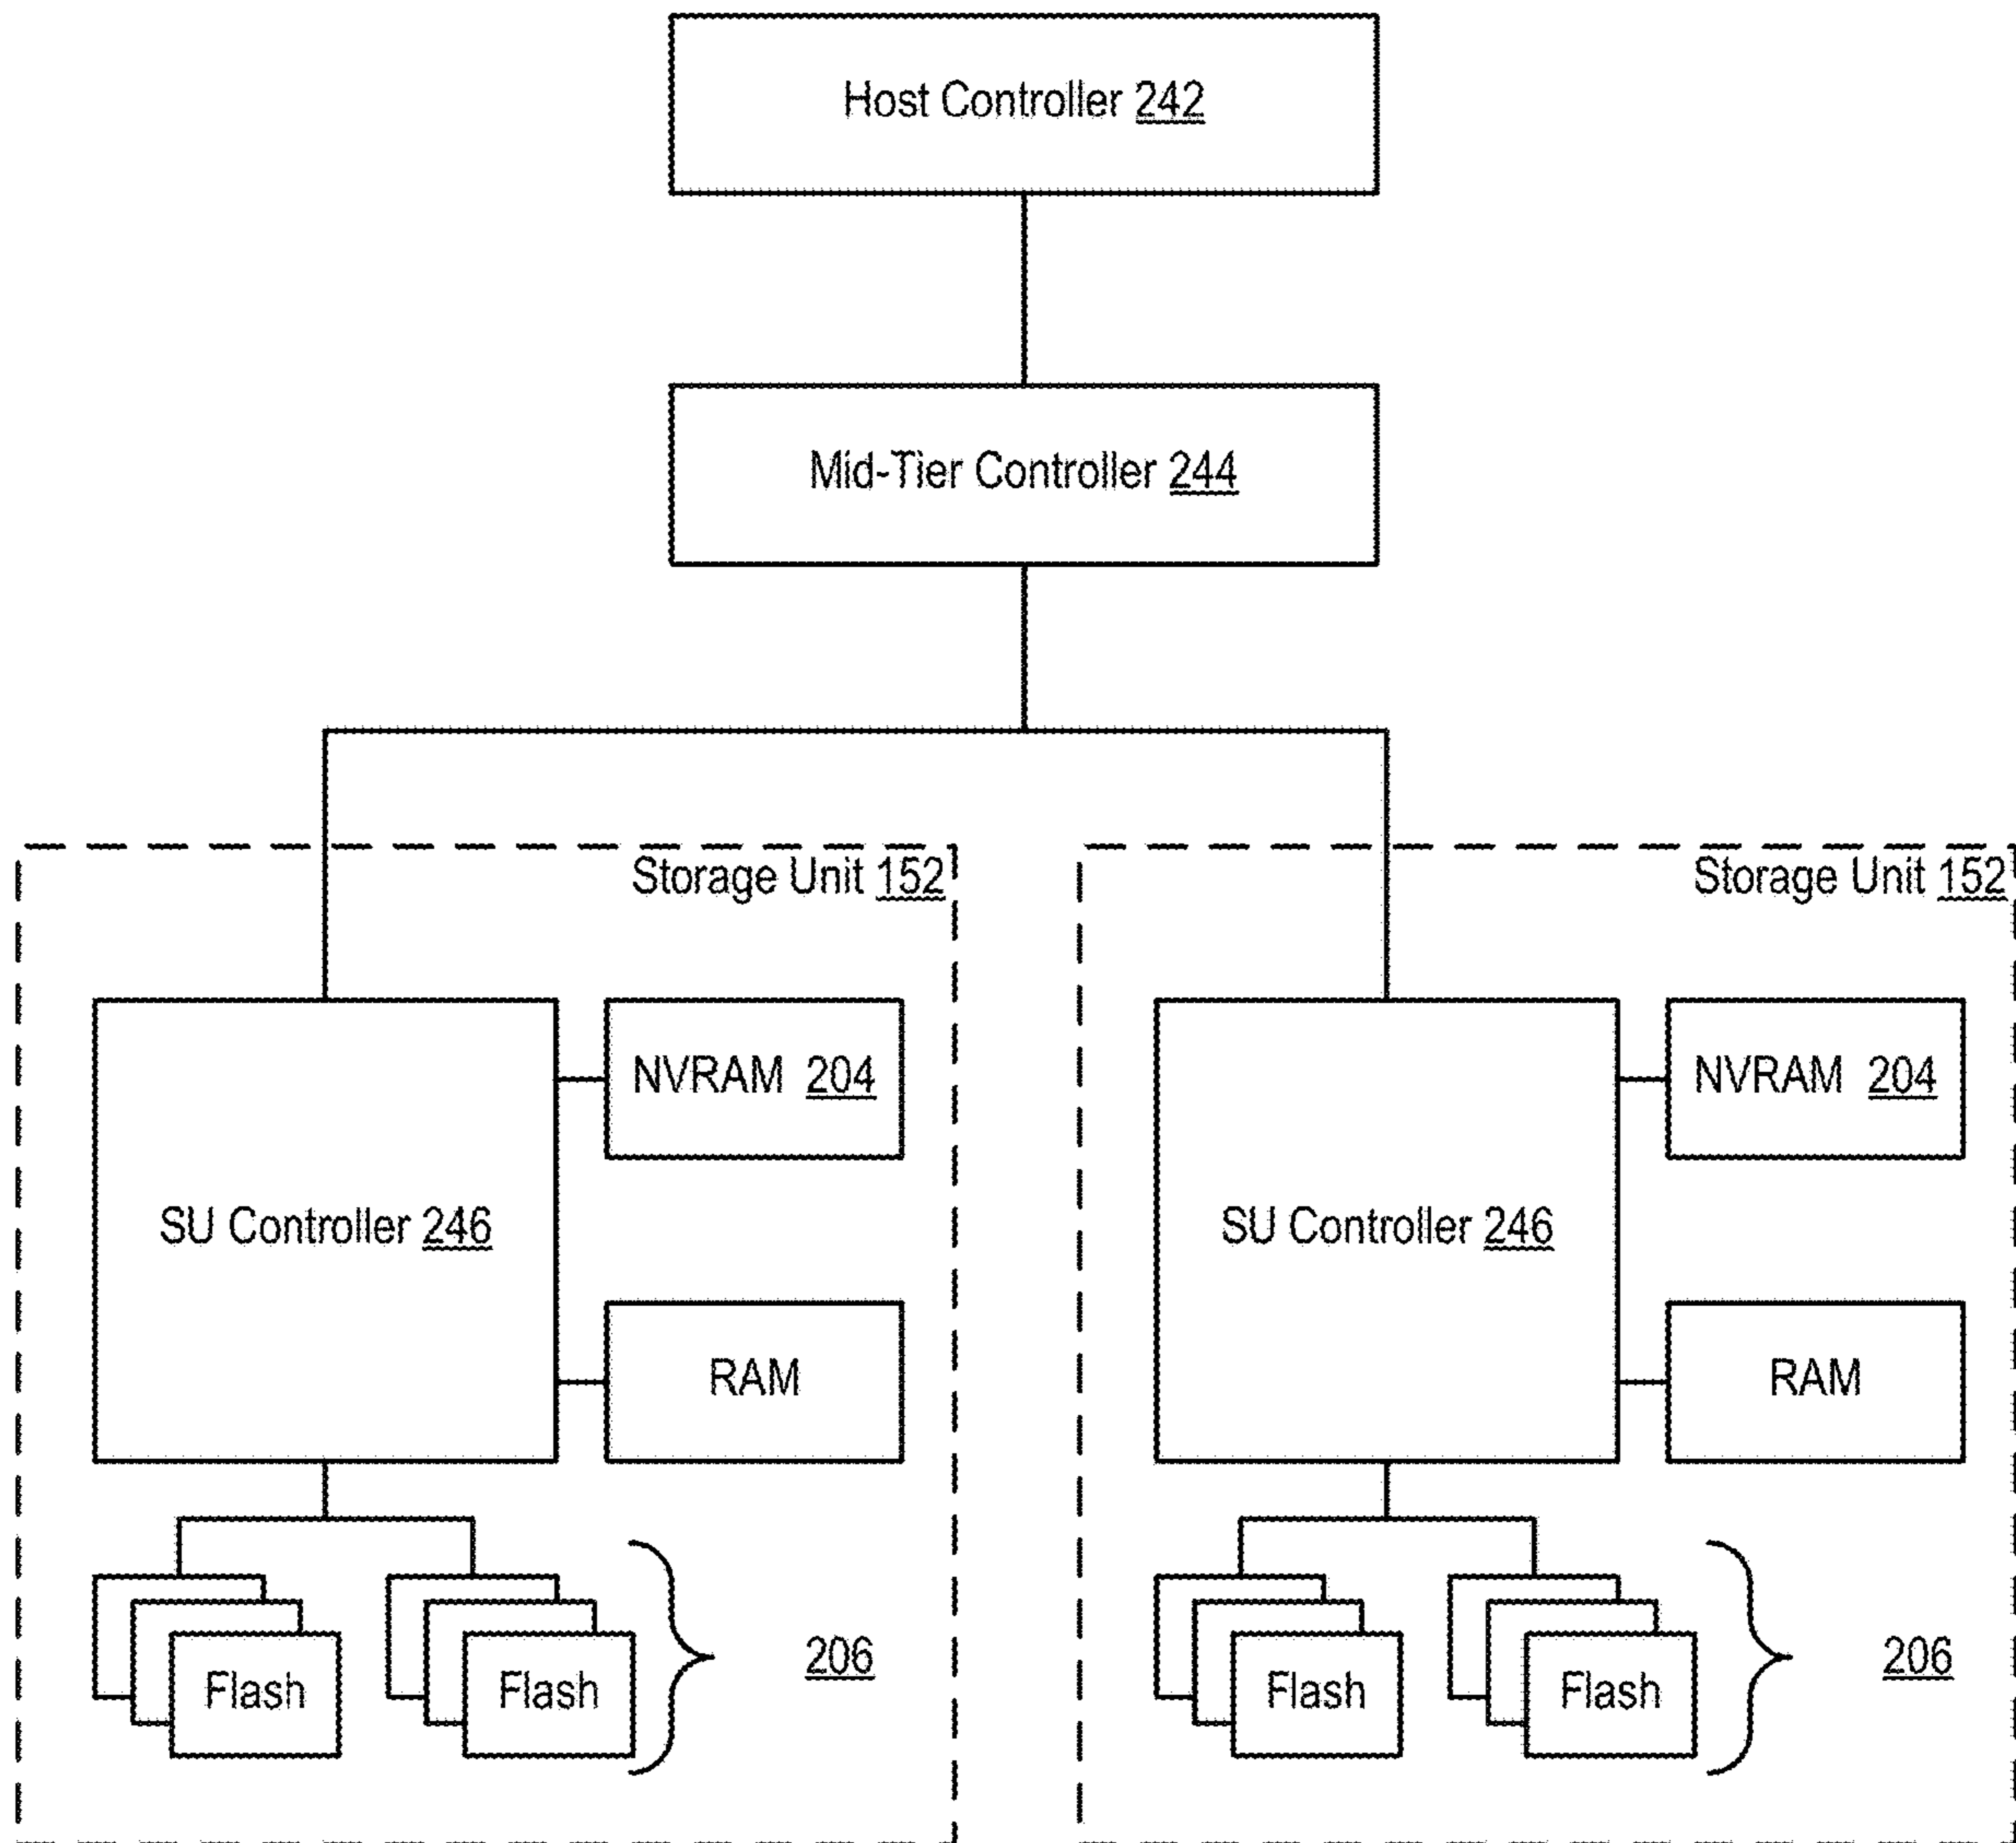 Host Controller 242
Mid-Tier Controller 244
Storage Unit 152
Storage Unit 152
NVRAM 204
NVRAM 204
SU Controller 246
SU Controller 246
RAM
RAM
206
206
Flash
Flash
Flash
Flash